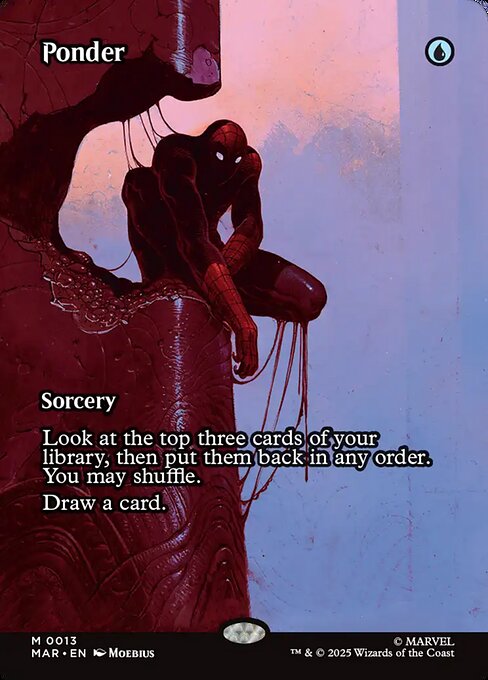 Ponder
Sorcery
Look at the top three cards of your
library, then put them back in any order.
You may shuffle.
Draw a card.
M 0013
© MARVEL
MAR • EN Moebius
™ & © 2025 Wizards of the Coast